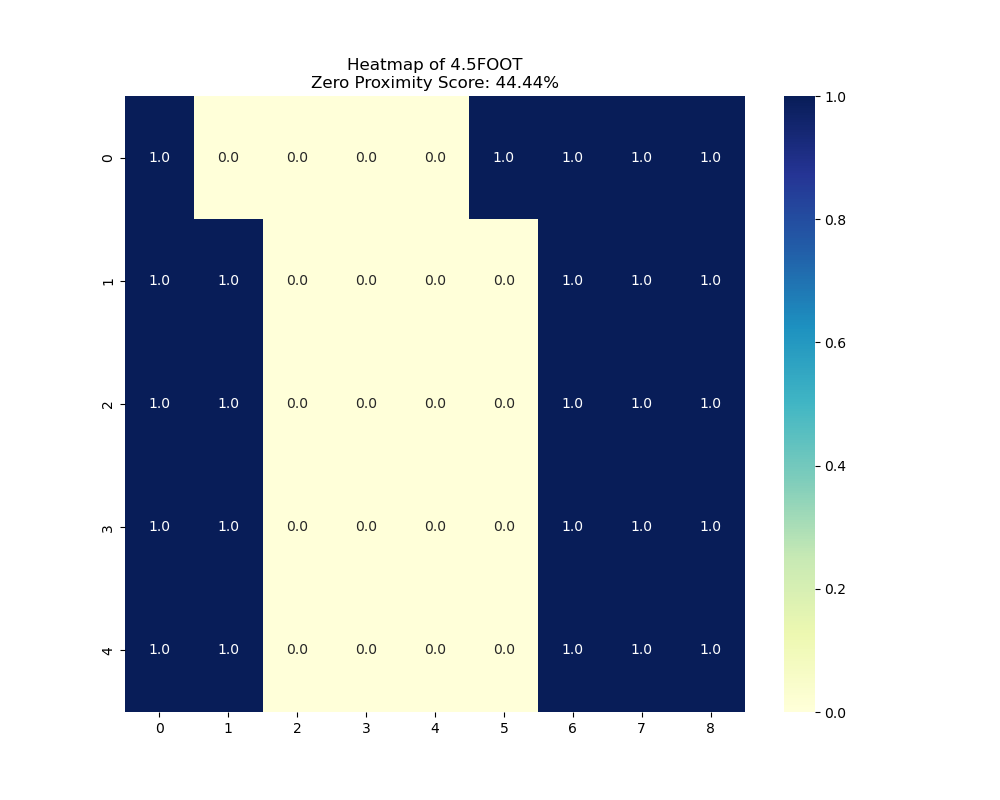 Heatmap of 4.5FOOT
Zero Proximity Score: 44.44%
0 1.0 0.0 0.0 0.0 0.0 1.0 1.0 1.0 1.0
1 1.0 1.0 0.0 0.0 0.0 0.0 1.0 1.0 1.0
2 1.0 1.0 0.0 0.0 0.0 0.0 1.0 1.0 1.0
3 1.0 1.0 0.0 0.0 0.0 0.0 1.0 1.0 1.0
4 1.0 1.0 0.0 0.0 0.0 0.0 1.0 1.0 1.0
0 1 2 3 4 5 6 7 8
1.0
0.8
0.6
0.4
0.2
0.0